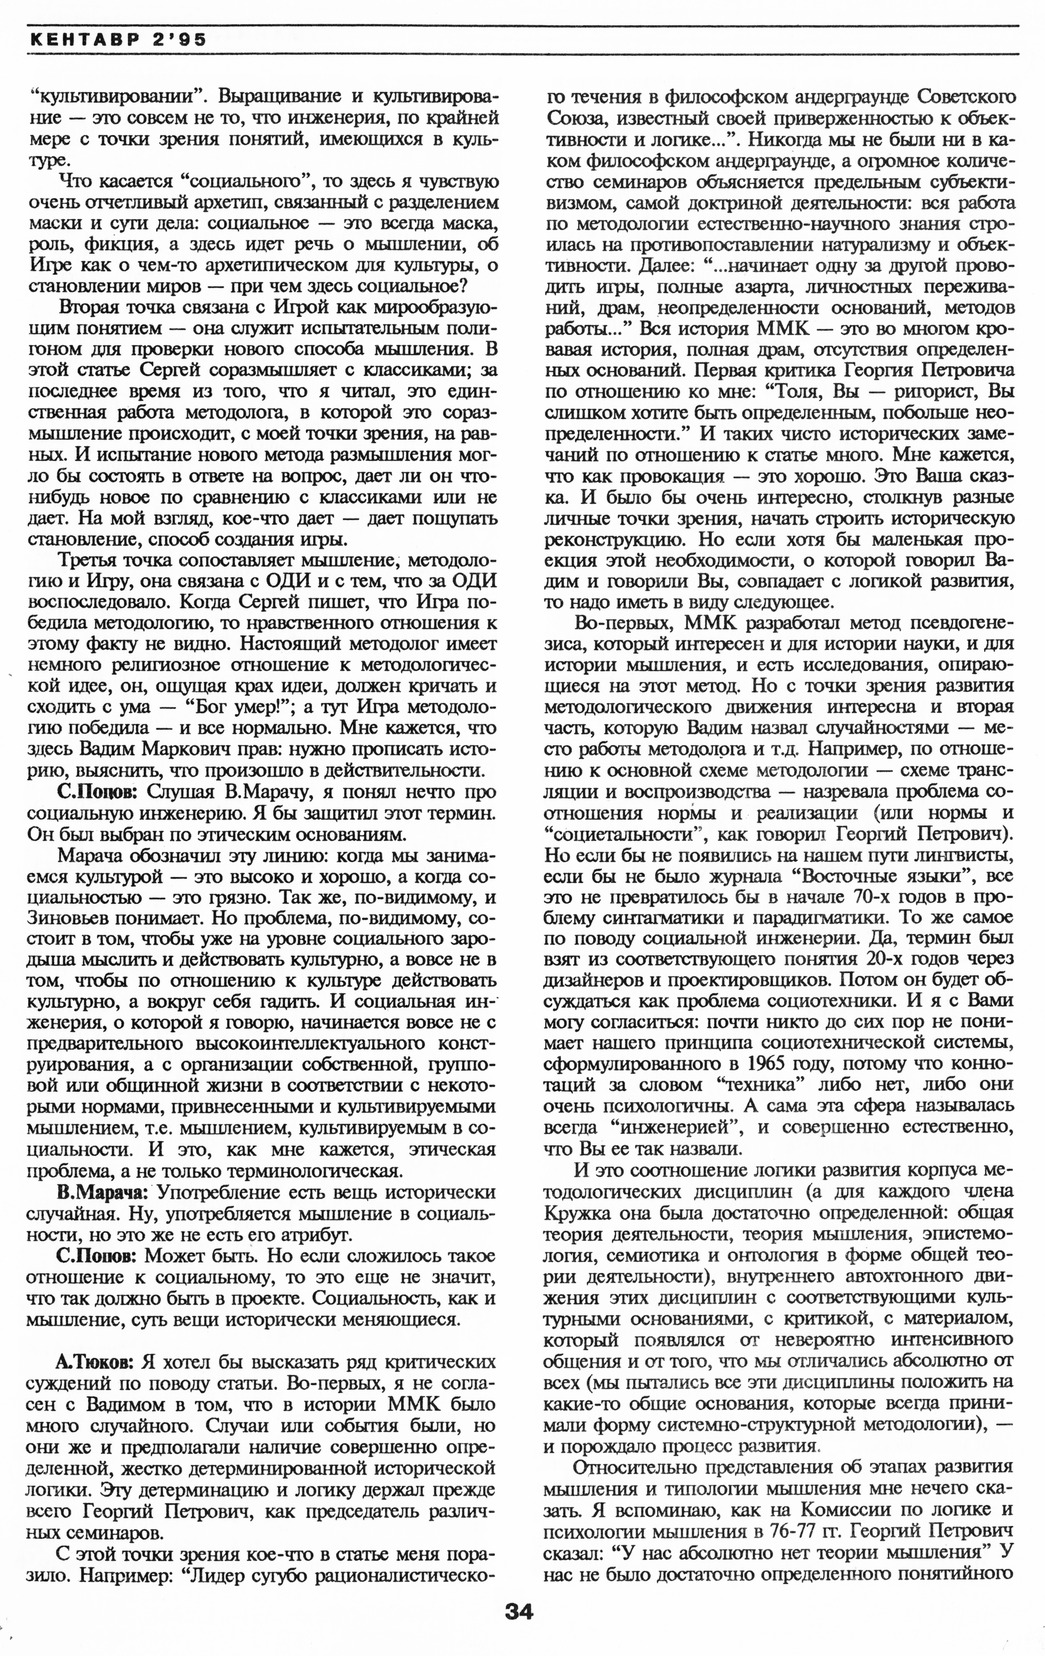 КЕНТАВР 2’95
“культивировании”. Выращивание и культивирова-
ние — это совсем не то, что инженерия, по крайней
мере с точки зрения понятий, имеющихся в куль-
туре.
Что касается “социального”, то здесь я чувствую
очень отчетливый архетип, связанный с разделением
маски и сути дела: социальное — это всегда маска,
роль, фикция, а здесь идет речь о мышлении, об
Игре как о чем-то архетипическом для культуры, о
становлении миров — при чем здесь социальное?
Вторая точка связана с Игрой как мирообразую-
щим понятием — она служит испытательным поли-
гоном для проверки нового способа мышления. В
этой статье Сергей соразмышляет с классиками; за
последнее время из того, что я читал, это един-
ственная работа методолога, в которой это сораз-
мышление происходит, с моей точки зрения, на рав-
ных. И испытание нового метода размышления мог-
ло бы состоять в ответе на вопрос, дает ли он что-
нибудь новое по сравнению с классиками или не
дает. На мой взгляд, кое-что дает — дает пощупать
становление, способ создания игры.
Третья точка сопоставляет мышление, методоло-
гию и Игру, она связана с ОДИ и с тем, что за ОДИ
воспоследовало. Когда Сергей пишет, что Игра по-
бедила методологию, то нравственного отношения к
этому факту не видно. Настоящий методолог имеет
немного религиозное отношение к методологичес-
кой идее, он, ощущая крах идеи, должен кричать и
сходить с ума — “Бог умер!”; а тут Игра методоло-
гию победила — и все нормально. Мне кажется, что
здесь Вадим Маркович прав: нужно прописать исто-
рию, выяснить, что произошло в действительности.
С.Попов: Слушая В.Марачу, я понял нечто про
социальную инженерию. Я бы защитил этот термин.
Он был выбран по этическим основаниям.
Марача обозначил эту линию: когда мы занима-
емся культурой — это высоко и хорошо, а когда со-
циальностью — это грязно. Так же, по-видимому, и
Зиновьев понимает. Но проблема, по-видимому, со-
стоит в том, чтобы уже на уровне социального заро-
дыша мыслить и действовать культурно, а вовсе не в
том, чтобы по отношению к культуре действовать
культурно, а вокруг себя гадить. И социальная ин-
женерия, о которой я говорю, начинается вовсе не с
предварительного высокоинтеллектуального конст-
руирования, а с организации собственной, группо-
вой или общинной жизни в соответствии с некото-
рыми нормами, привнесенными и культивируемыми
мышлением, т.е. мышлением, культивируемым в со-
циальности. И это, как мне кажется, этическая
проблема, а не только терминологическая.
В.Марача: Употребление есть вещь исторически
случайная. Ну, употребляется мышление в социаль-
ности, но это же не есть его атрибут.
С.Попов: Может быть. Но если сложилось такое
отношение к социальному, то это еще не значит,
что так должно быть в проекте. Социальность, как и
мышление, суть вещи исторически меняющиеся.
А.Тюков: Я хотел бы высказать ряд критических
суждений по поводу статьи. Во-первых, я не согла-
сен с Вадимом в том, что в истории ММК было
много случайного. Случаи или события были, но
они же и предполагали наличие совершенно опре-
деленной, жестко детерминированной исторической
логики. Эту детерминацию и логику держал прежде
всего Георгий Петрович, как председатель различ-
ных семинаров.
С этой точки зрения кое-что в статье меня пора-
зило. Например: “Лидер сугубо рационалистическо-
го течения в философском андерграунде Советского
Союза, известный своей приверженностью к объек-
тивности и логике...”. Никогда мы не были ни в ка-
ком философском андерграунде, а огромное количе-
ство семинаров объясняется предельным субъекти-
визмом, самой доктриной деятельности: вся работа
по методологии естественно-научного знания стро-
илась на противопоставлении натурализму и объек-
тивности. Далее: “...начинает одну за другой прово-
дить игры, полные азарта, личностных пережива-
ний, драм, неопределенности оснований, методов
работы...” Вся история ММК — это во многом кро-
вавая история, полная драм, отсутствия определен-
ных оснований. Первая критика Георгия Петровича
по отношению ко мне: “Толя, Вы — ригорист, Вы
слишком хотите быть определенным, побольше нео-
пределенности.” И таких чисто исторических заме-
чаний по отношению к статье много. Мне кажется,
что как провокация — это хорошо. Это Ваша сказ-
ка. И было бы очень интересно, столкнув разные
личные точки зрения, начать строить историческую
реконструкцию. Но если хотя бы маленькая про-
екция этой необходимости, о которой говорил Ва-
дим и говорили Вы, совпадает с логикой развития,
то надо иметь в виду следующее.
Во-первых, ММК разработал метод псевдогене-
зиса, который интересен и для истории науки, и для
истории мышления, и есть исследования, опираю-
щиеся на этот метод. Но с точки зрения развития
методологического движения интересна и вторая
часть, которую Вадим назвал случайностями — ме-
сто работы методолога и т.д. Например, по отноше-
нию к основной схеме методологии — схеме транс-
ляции и воспроизводства — назревала проблема со-
отношения нормы и реализации (или нормы и
“социетальности”, как говорил Георгий Петрович).
Но если бы не появились на нашем пути лингвисты,
если бы не было журнала “Восточные языки”, все
это не превратилось бы в начале 70-х годов в про-
блему синтагматики и парадигматики. То же самое
по поводу социальной инженерии. Да, термин был
взят из соответствующего понятия 20-х годов через
дизайнеров и проектировщиков. Потом он будет об-
суждаться как проблема социотехники. И я с Вами
могу согласиться: почти никто до сих пор не пони-
мает нашего принципа социотехнической системы,
сформулированного в 1965 году, потому что конно-
таций за словом “техника” либо нет, либо они
очень психологичны. А сама эта сфера называлась
всегда “инженерией”, и совершенно естественно,
что Вы ее так назвали.
И это соотношение логики развития корпуса ме-
тодологических дисциплин (а для каждого члена
Кружка она была достаточно определенной: общая
теория деятельности, теория мышления, эпистемо-
логия, семиотика и онтология в форме общей тео-
рии деятельности), внутреннего автохтонного дви-
жения этих дисциплин с соответствующими куль-
турными основаниями, с критикой, с материалом,
который появлялся от невероятно интенсивного
общения и от того, что мы отличались абсолютно от
всех (мы пытались все эти дисциплины положить на
какие-то общие основания, которые всегда прини-
мали форму системно-структурной методологии), —
и порождало процесс развития.
Относительно представления об этапах развития
мышления и типологии мышления мне нечего ска-
зать. Я вспоминаю, как на Комиссии по логике и
психологии мышления в 76-77 гг. Георгий Петрович
сказал: “У нас абсолютно нет теории мышления” У
нас не было достаточно определенного понятийного
34